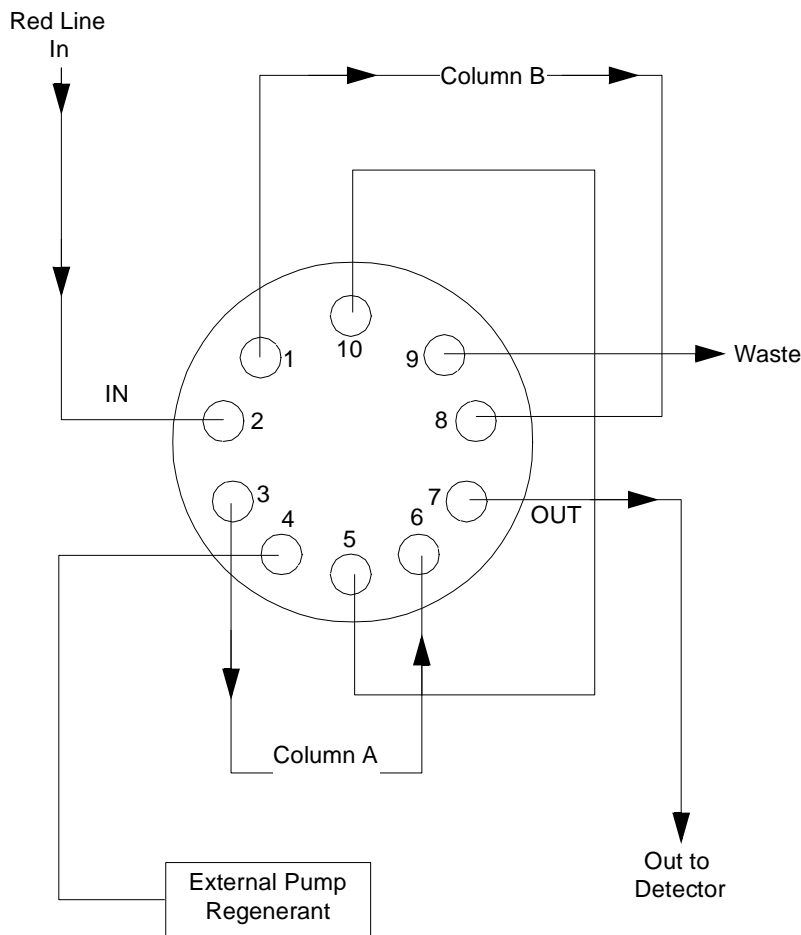 Red Line
In
Column B
10
1
9
Waste
IN
2
8
3
7
4
6
OUT
5
Column A
External Pump
Regenerant
Out to
Detector